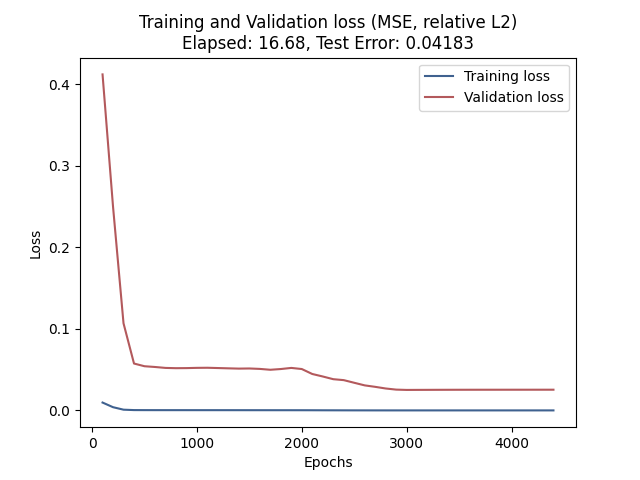 Training and Validation loss (MSE, relative L2)
Elapsed: 16.68, Test Error: 0.04183
Training loss
Validation loss
0.4
0.3
0.2
0.1
0.0
Loss
0
1000
2000
3000
4000
Epochs